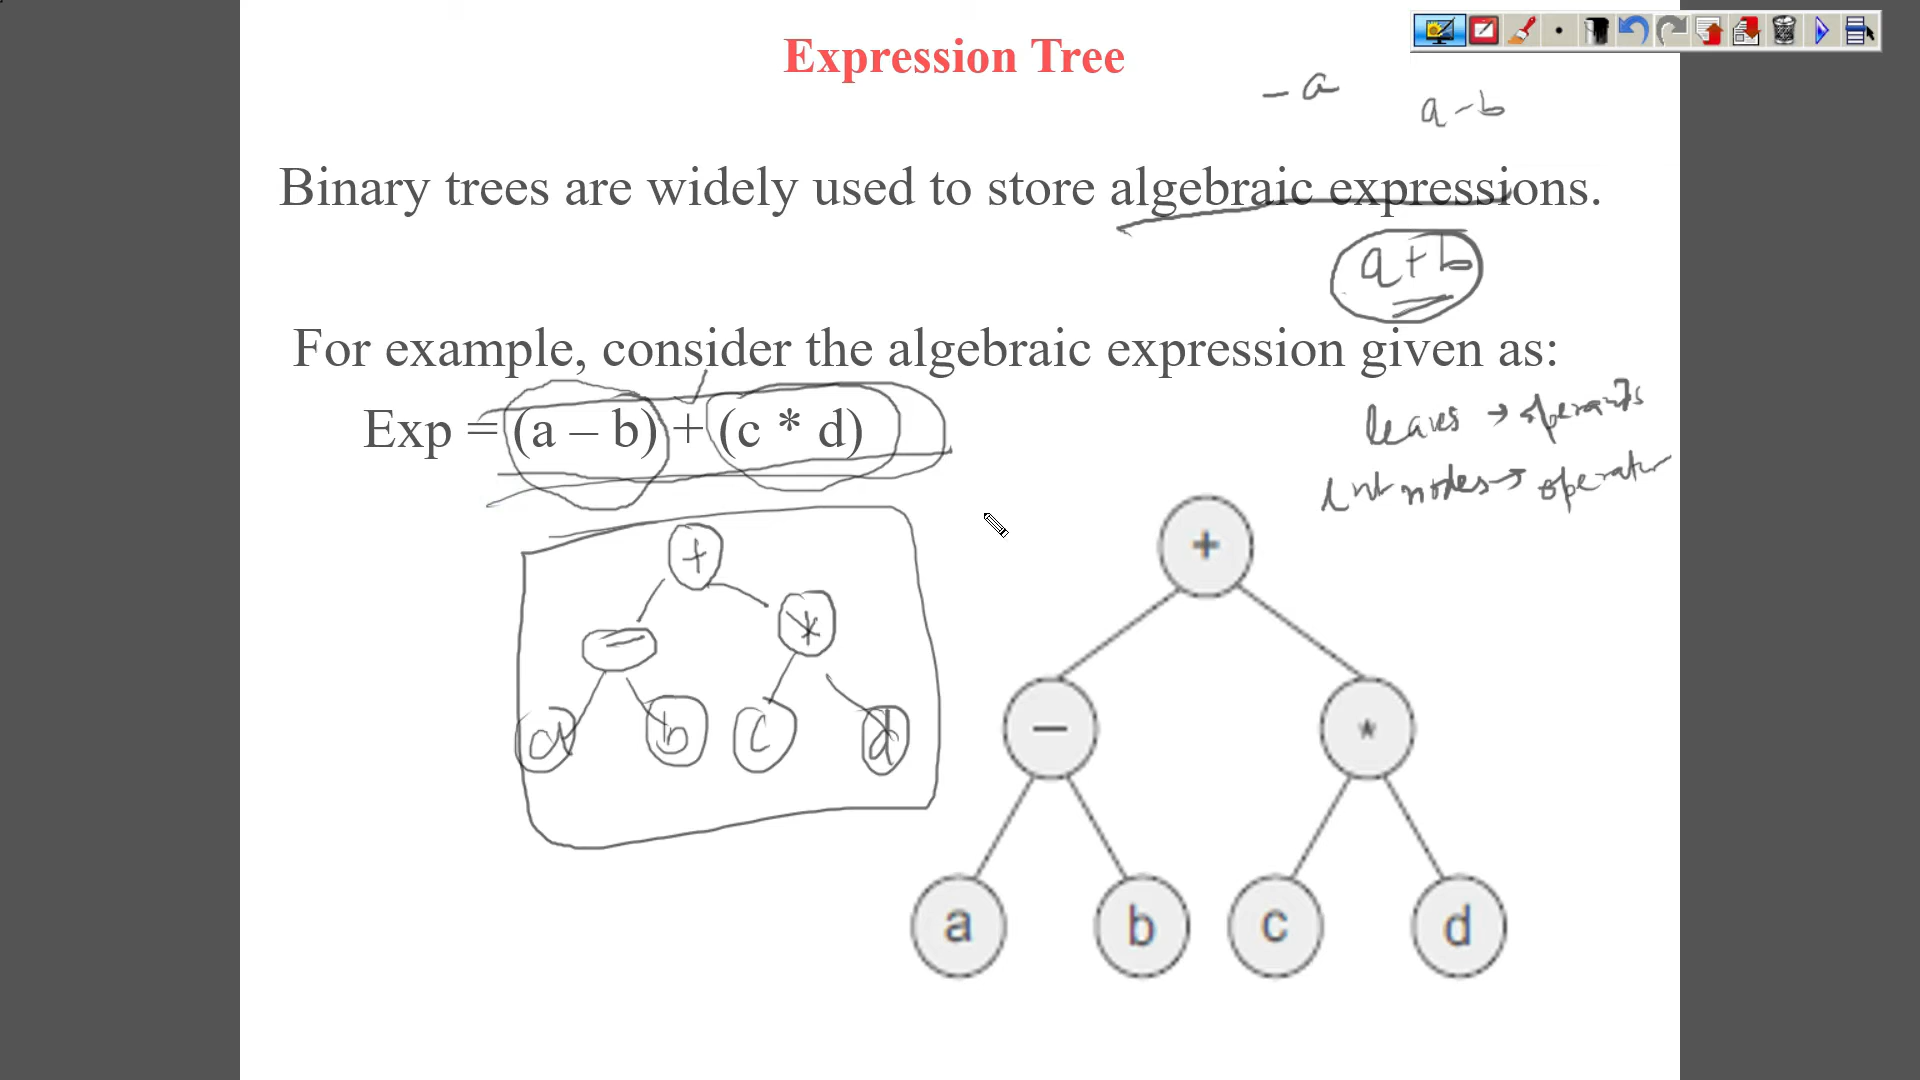 Expression Tree
- a
a - b
Binary trees are widely used to store algebraic expressions.
a + b
For example, consider the algebraic expression given as:
Exp = (a – b) + (c * d)
leaves → operands
int nodes → operator
+
— *
a b c d
+
— *
a b c d